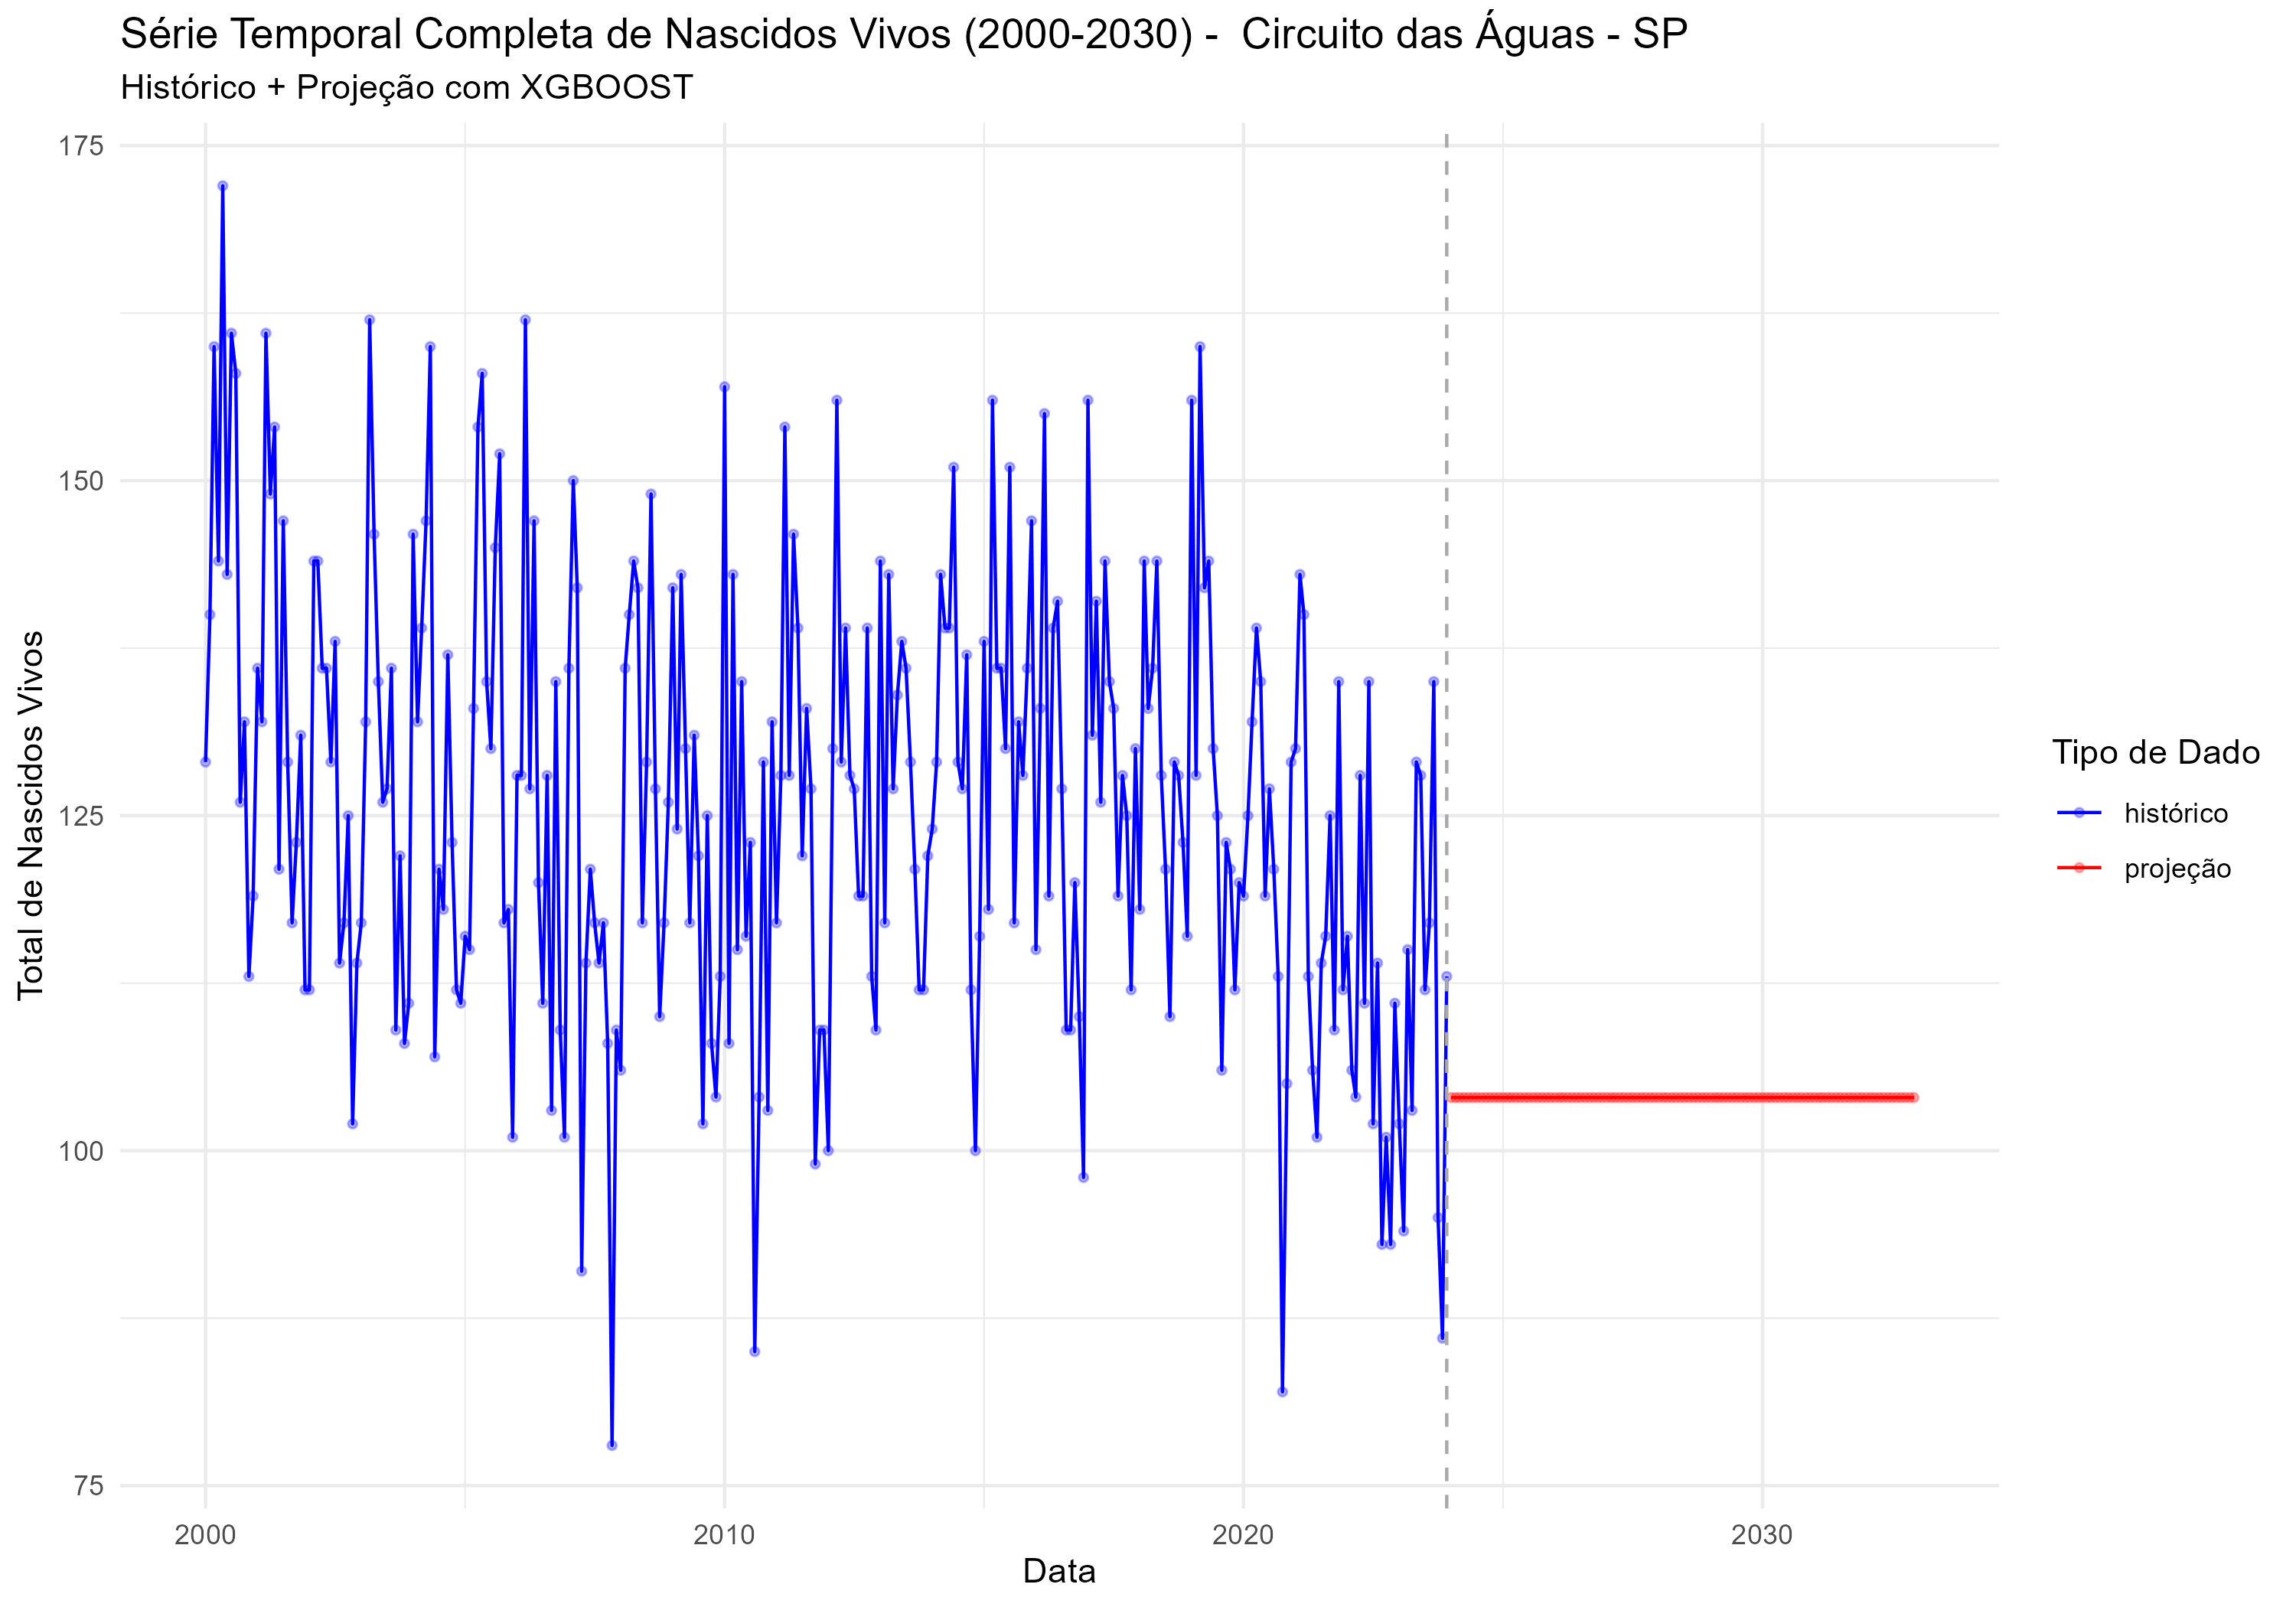 Série Temporal Completa de Nascidos Vivos (2000-2030) -  Circuito das Águas - SP
Histórico + Projeção com XGBOOST
Total de Nascidos Vivos
175
150
125
100
75
2000
2010
2020
2030
Data
Tipo de Dado
histórico
projeção